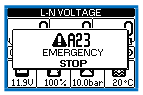 L-N VOLTAGE
A23
EMERGENCY
STOP
11.9V 100% 10.0bar 20°C